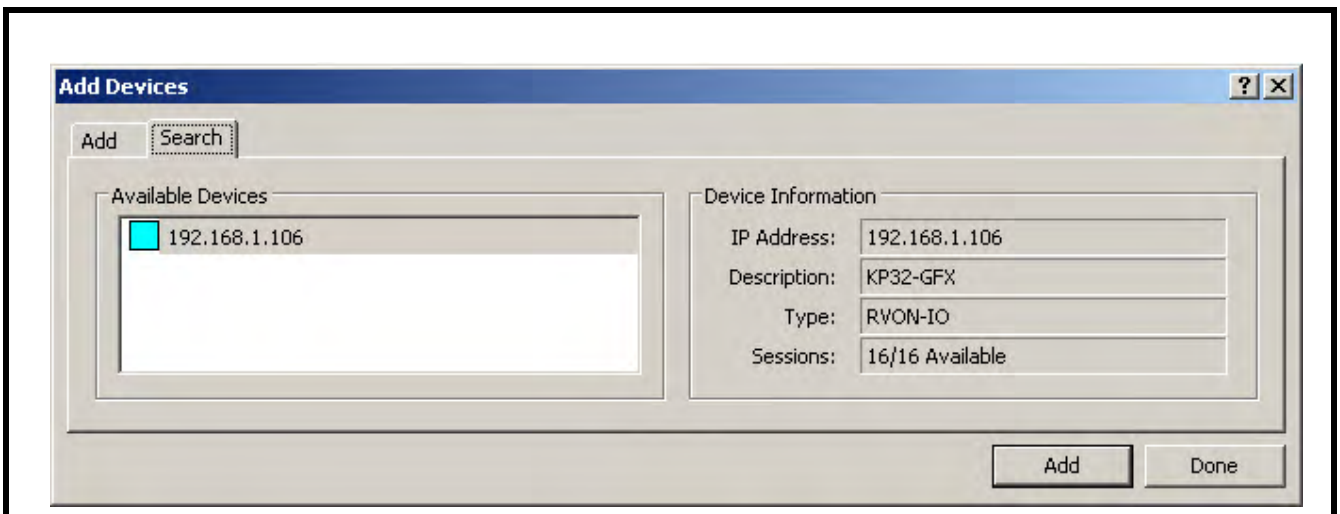 Add Devices
Add Search
Available Devices
192.168.1.106
Device Information
IP Address: 192.168.1.106
Description: KP32-GFX
Type: RVON-IO
Sessions: 16/16 Available
Add Done